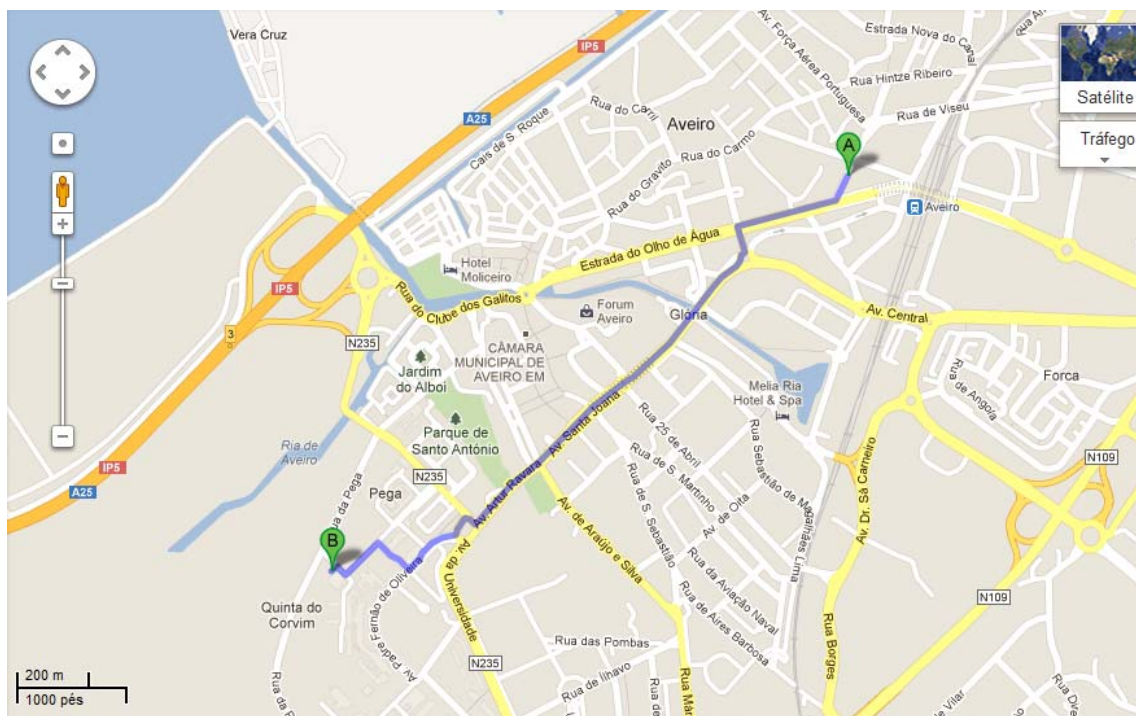 Vera Cruz
IP5
Estrada Nova do Canal
Av. Força Aérea Portuguesa
Rua Hintze Ribeiro
Satélite
Rua de Viseu
Rua do Carril
A25
Cais de S. Roque
Aveiro
Tráfego
A
Rua do Carmo
Rua do Gravito
Aveiro
Estrada do Olho de Água
Hotel
Moliceiro
IP5
Rua do Clube dos Galitos
Forum
Aveiro
Glória
Av. Central
3
N235
CÂMARA
MUNICIPAL DE
AVEIRO EM
Jardim
do Alboi
Melia Ria
Hotel & Spa
Forca
Rua de Angola
Av. Santa Joana
Parque de
Santo António
Rua 25 de Abril
Ria de
Aveiro
IP5
N235
Rua de S. Martinho
Rua Sebastião de Magalhães Lima
Av. Dr. Sá Carneiro
N109
A25
Pega
Av. Artur Ravara
Rua de S. Sebastião
Av. de Oita
Rua da Pega
B
Av. de Araújo e Silva
Av. da Universidade
Av. Padre Fernão de Oliveira
Rua da Aviação Naval
Rua de Aires Barbosa
N109
Quinta do
Corvim
Rua das Pombas
Rua Borges
N235
Rua de Ílhavo
200 m
1000 pés